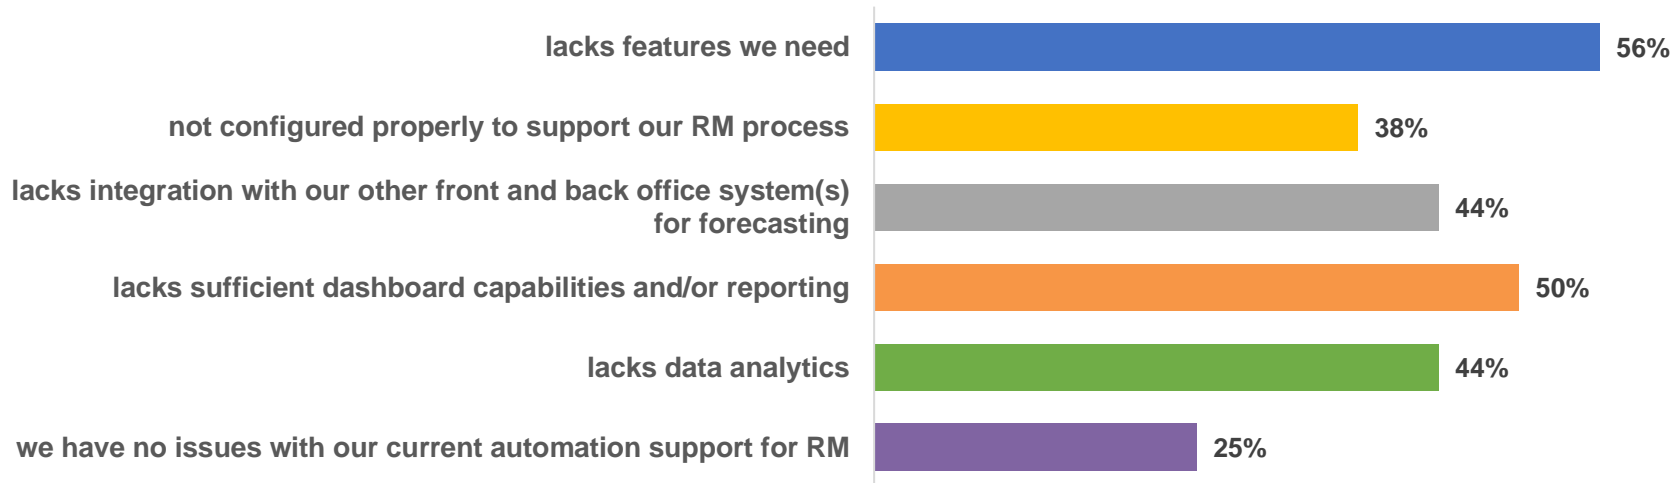 lacks features we need
56%
not configured properly to support our RM process
38%
lacks integration with our other front and back office system(s)
for forecasting
44%
lacks sufficient dashboard capabilities and/or reporting
50%
lacks data analytics
44%
we have no issues with our current automation support for RM
25%